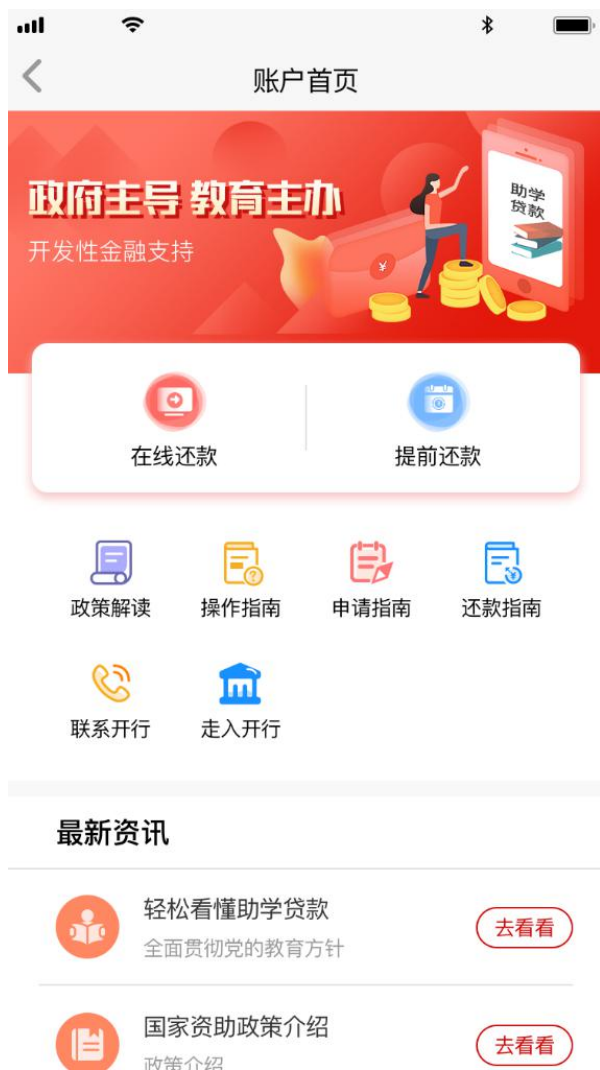 账户首页
政府主导 教育主办
开发性金融支持
助学
贷款
在线还款
提前还款
政策解读
操作指南
申请指南
还款指南
联系开行
走入开行
最新资讯
轻松看懂助学贷款
全面贯彻党的教育方针
去看看
国家资助政策介绍
政策介绍
去看看